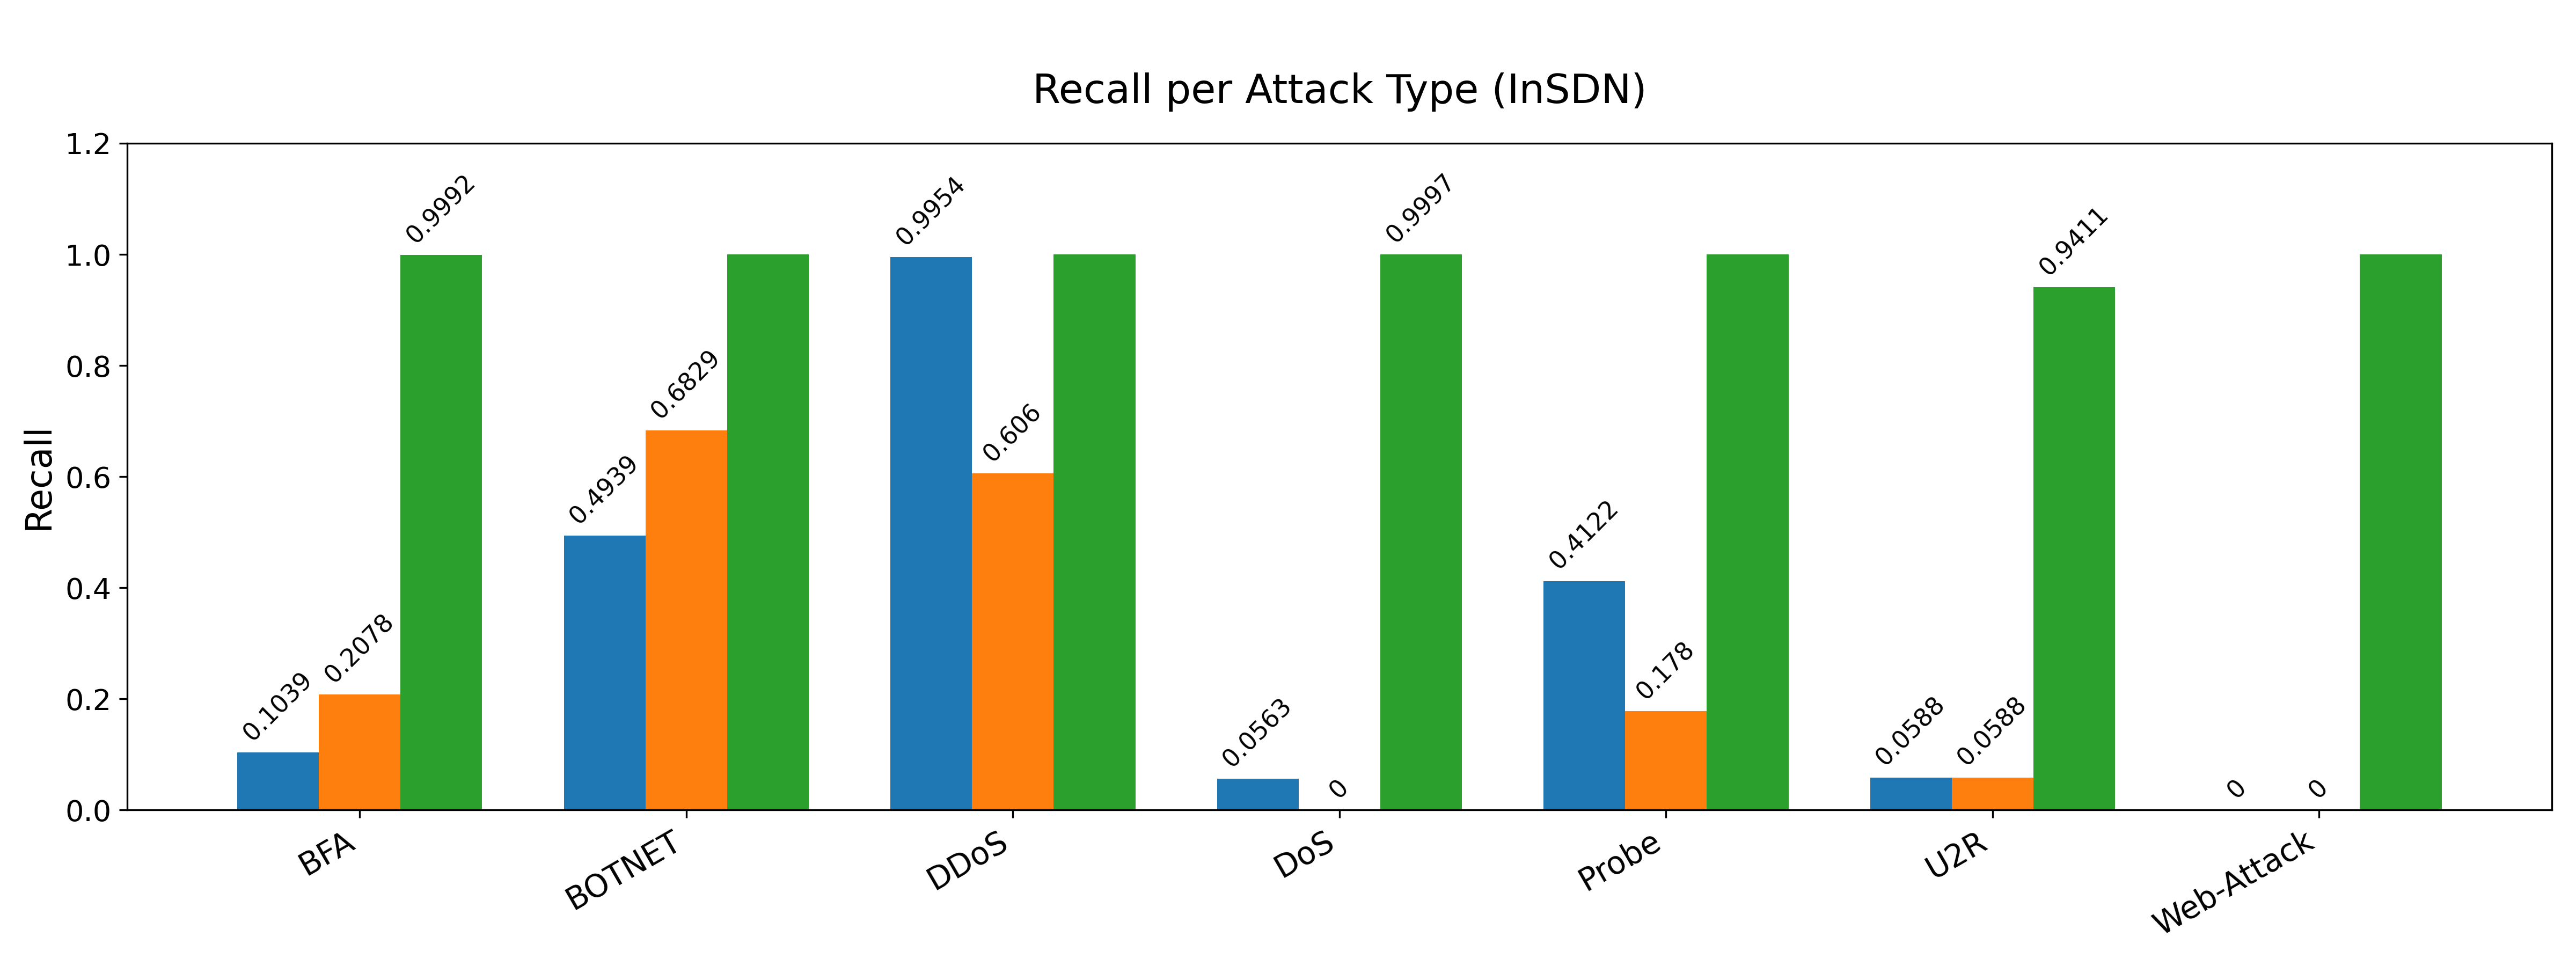 Recall per Attack Type (InSDN)
Recall
1.2
1.0
0.8
0.6
0.4
0.2
0.0
0.1039
0.2078
0.9992
0.4939
0.6829
0.9954
0.606
0.0563
0
0.9997
0.4122
0.178
0.0588
0.0588
0.9411
0
0
BFA
BOTNET
DDoS
DoS
Probe
U2R
Web-Attack